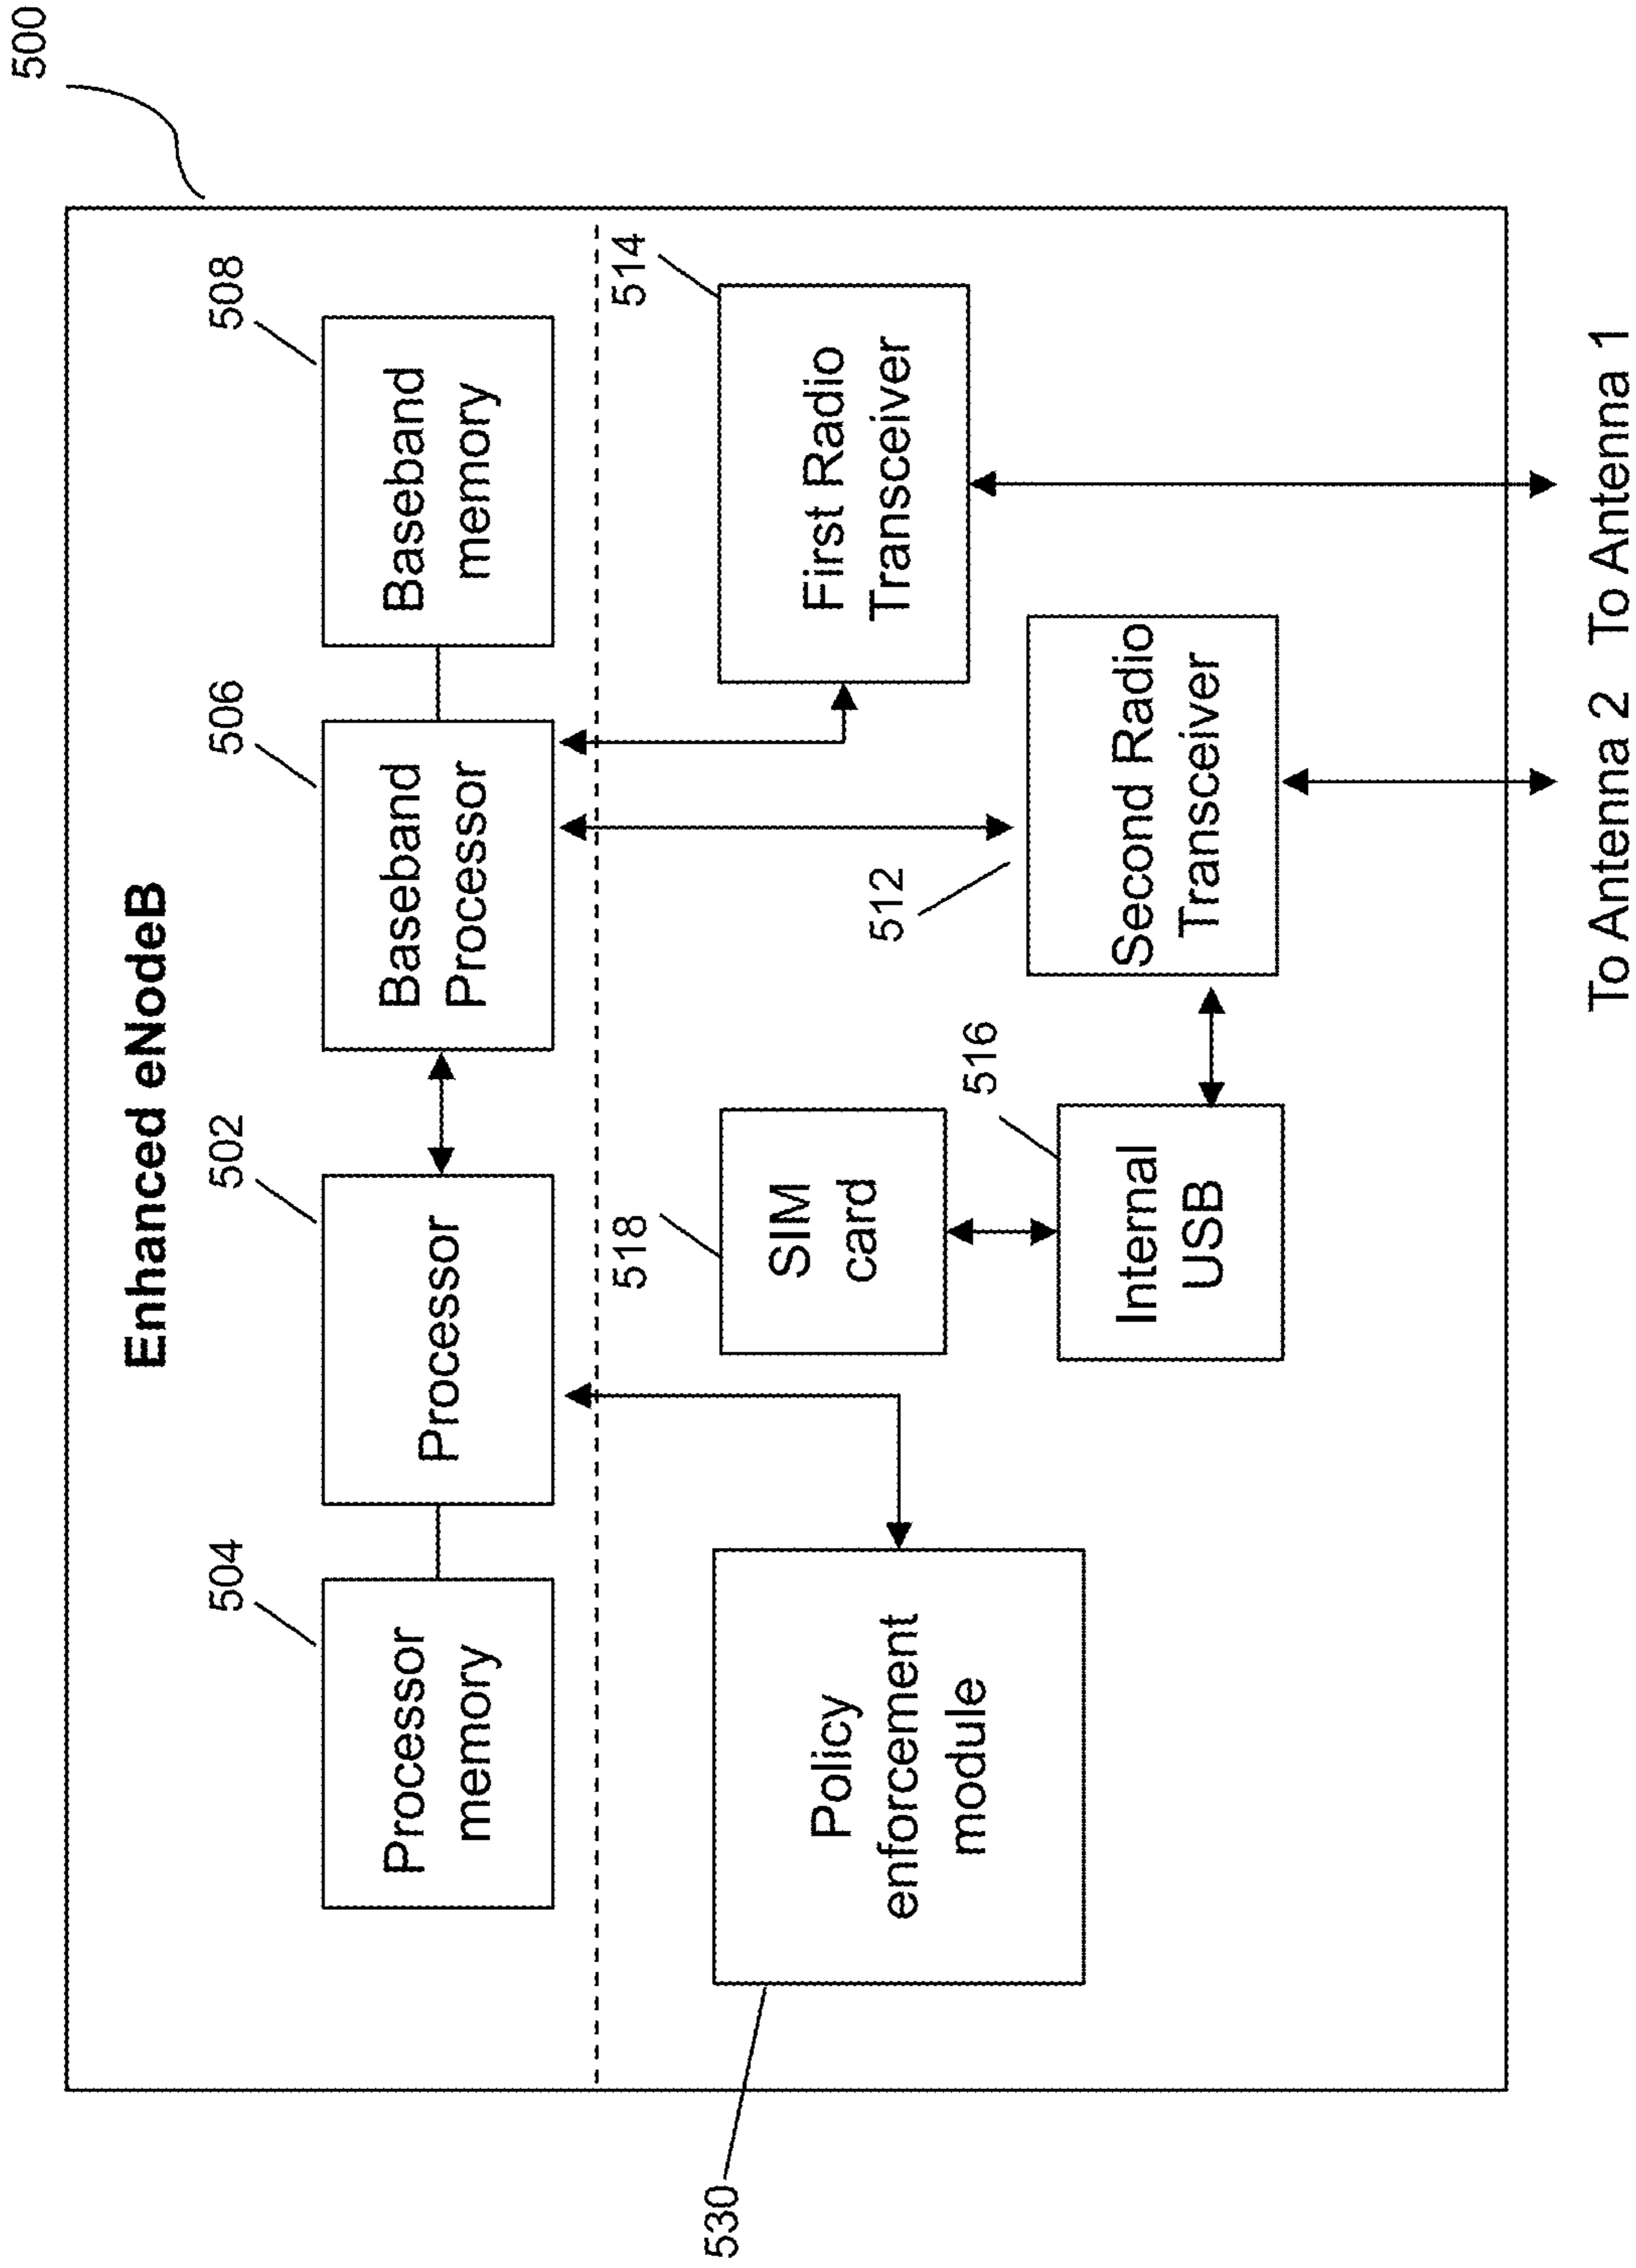 500
Enhanced eNodeB
504
502
506
508
Processor
memory
Processor
Baseband
Processor
Baseband
memory
530
518
514
Policy
enforcement
module
SIM
card
First Radio
Transceiver
512
516
Internal
USB
Second Radio
Transceiver
To Antenna 2
To Antenna 1